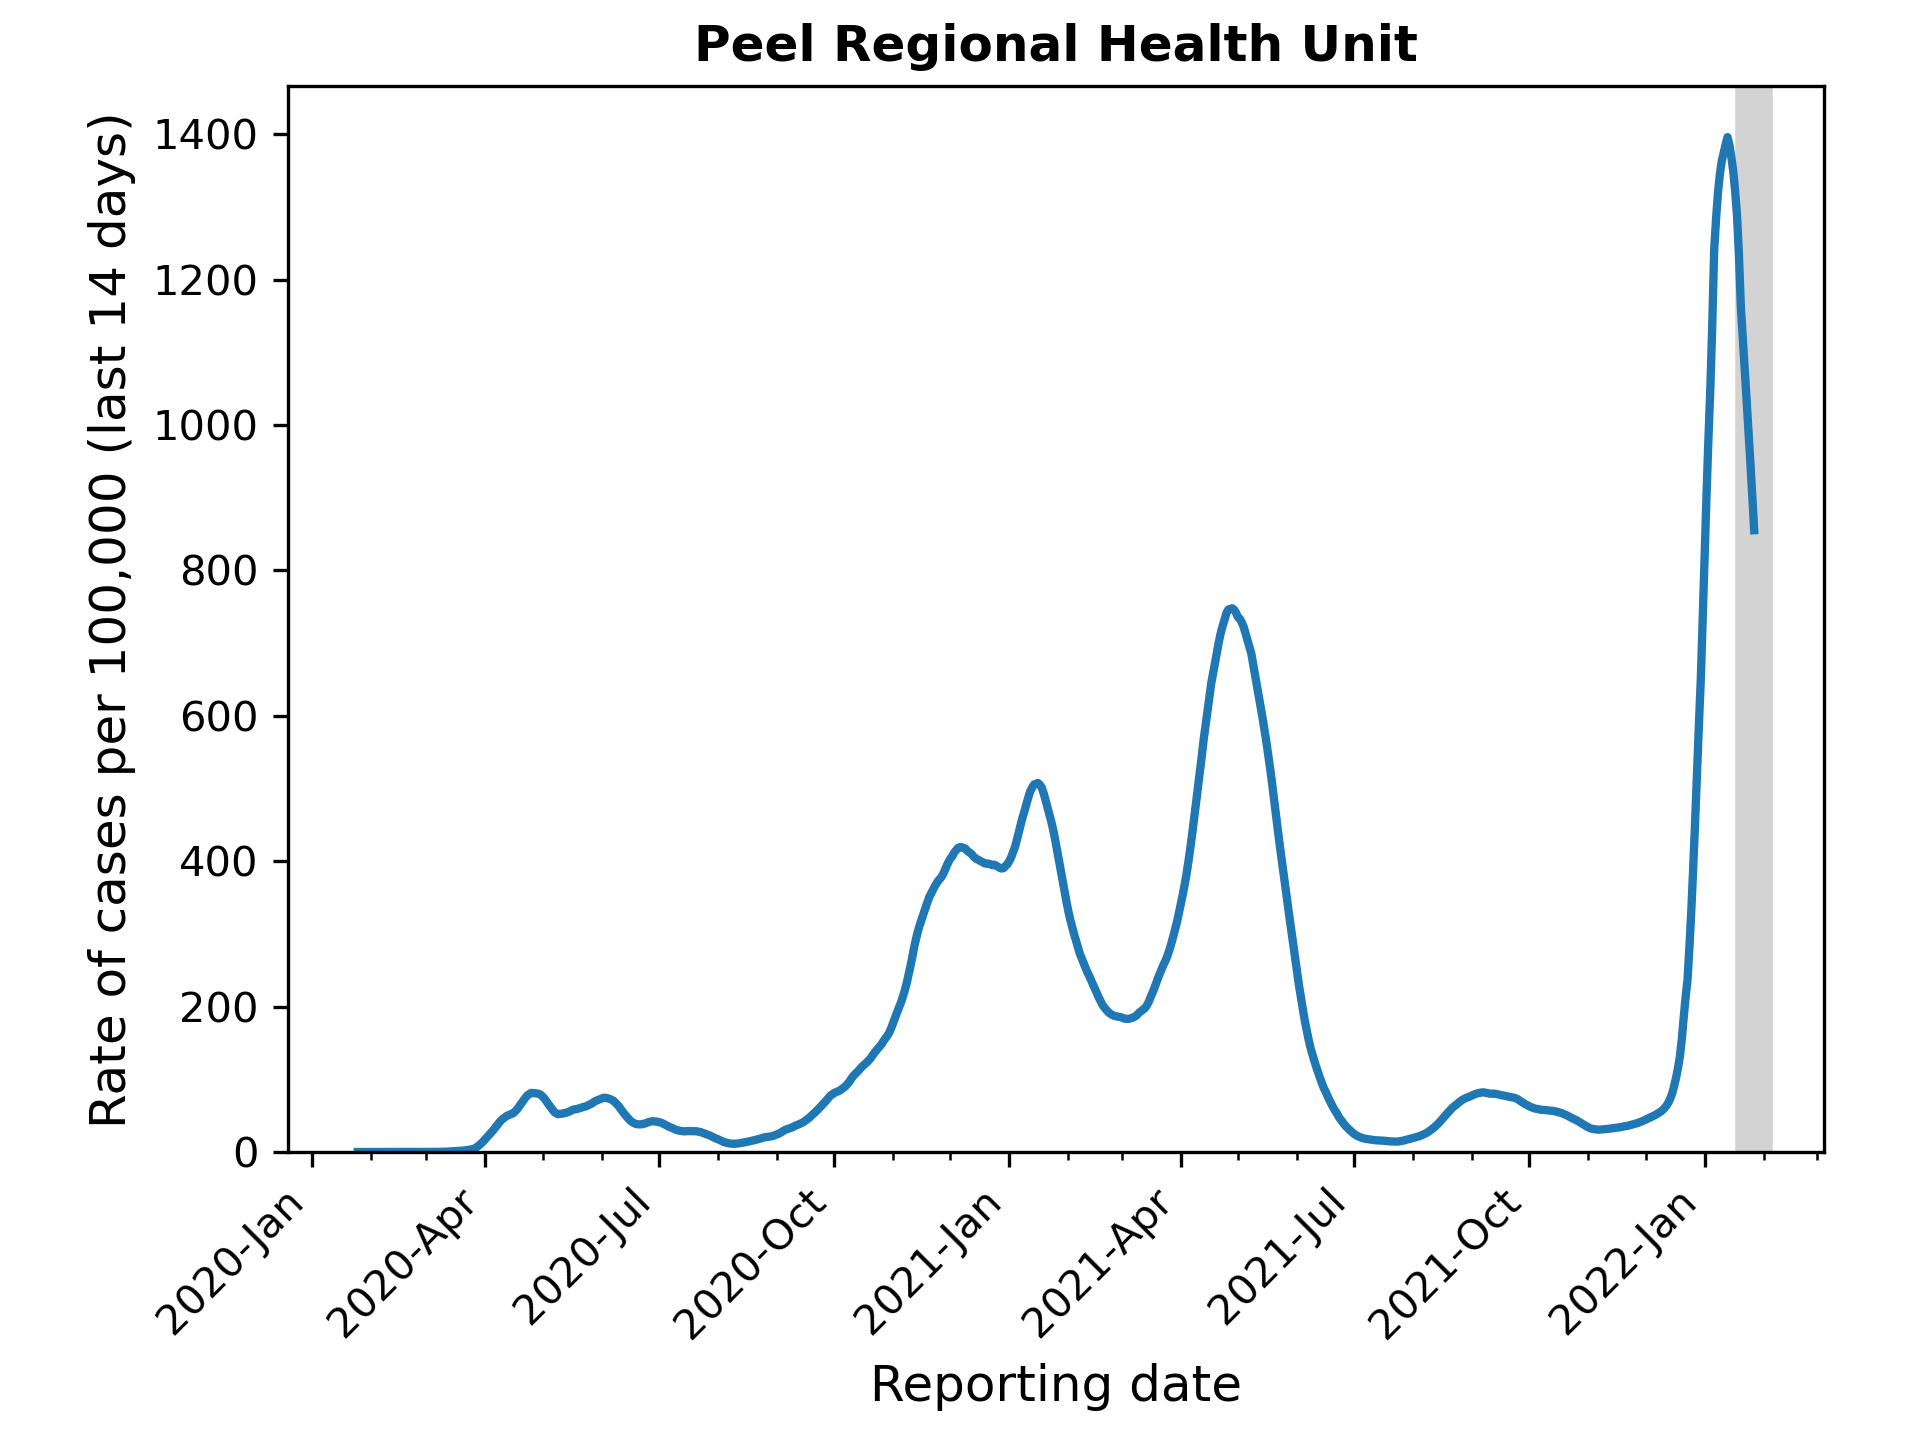 Peel Regional Health Unit
Rate of cases per 100,000 (last 14 days)
1400
1200
1000
800
600
400
200
0
2020-Jan
2020-Apr
2020-Jul
2020-Oct
2021-Jan
2021-Apr
2021-Jul
2021-Oct
2022-Jan
Reporting date